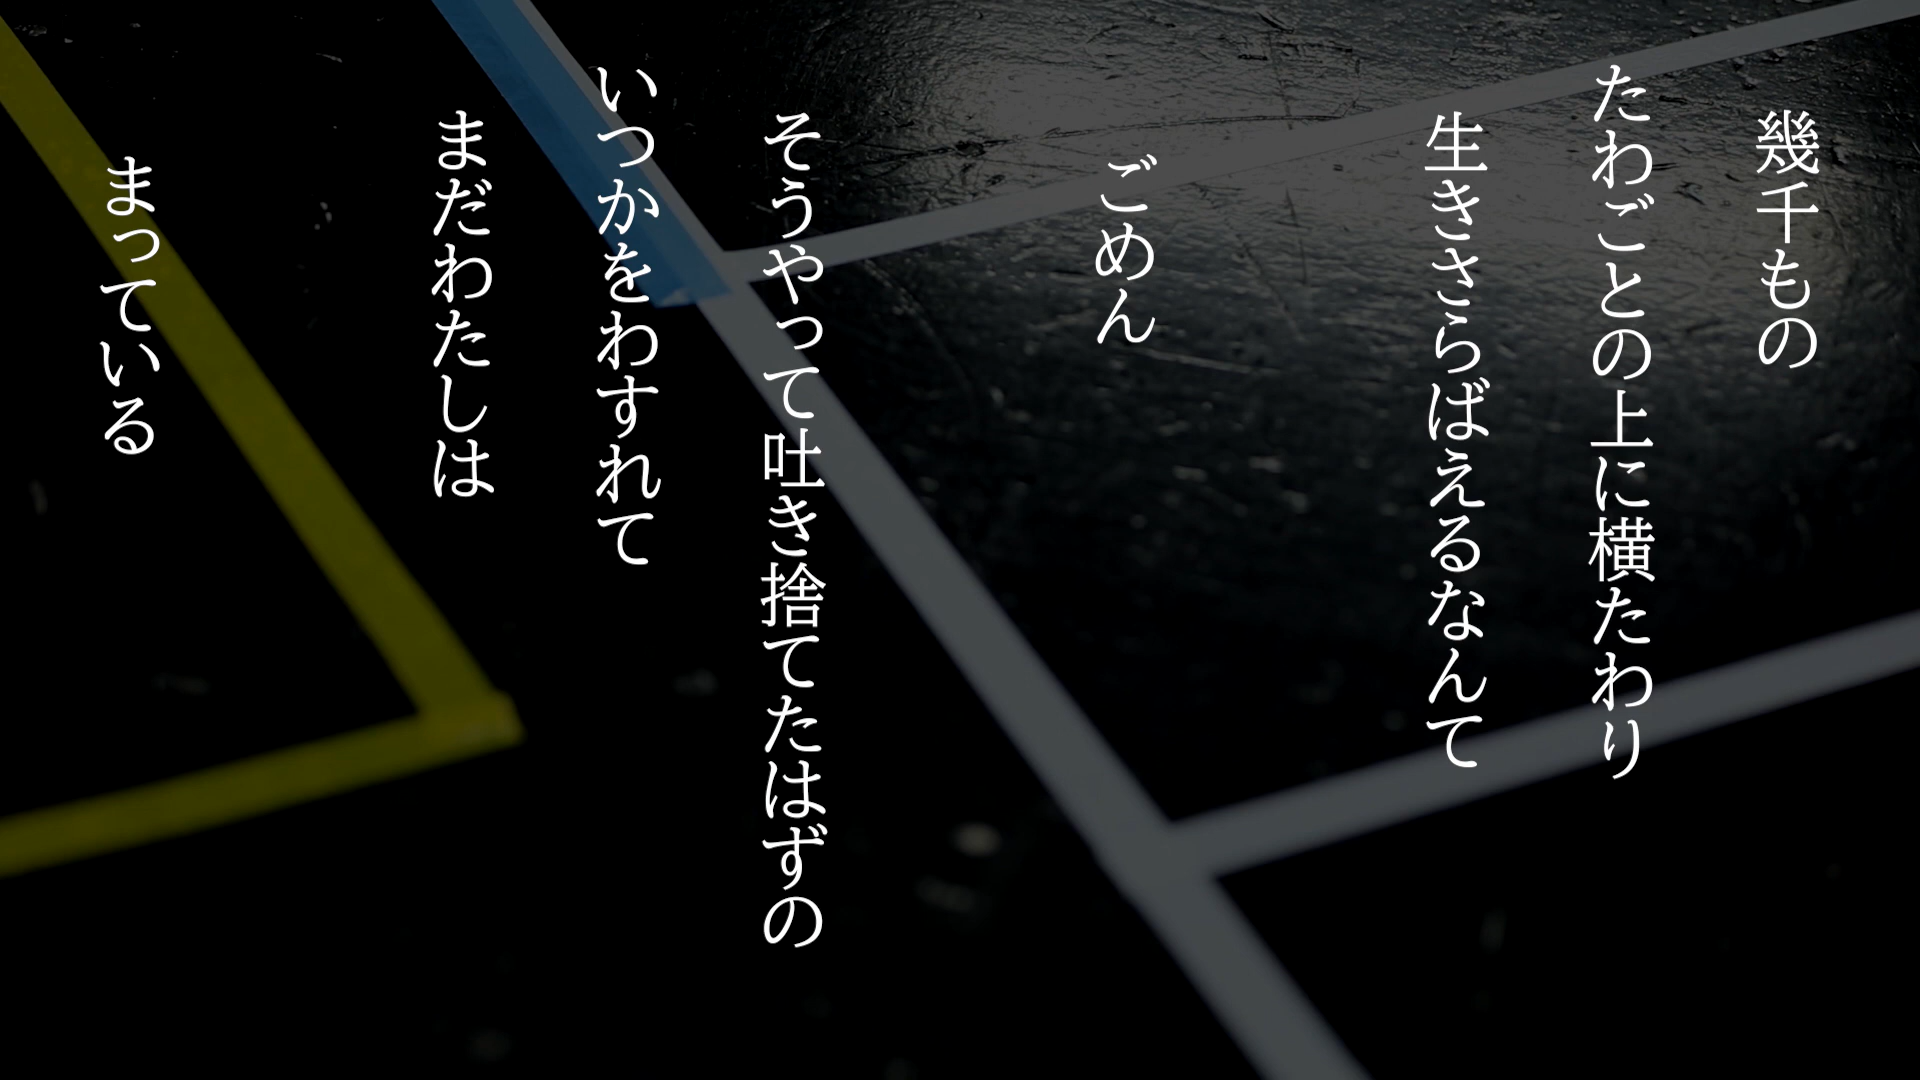 幾千もの
たわごとの上に横たわり
生きさらばえるなんて
ごめん
そうやって吐き捨てたはずの
いつかをわすれて
まだわたしは
まっている